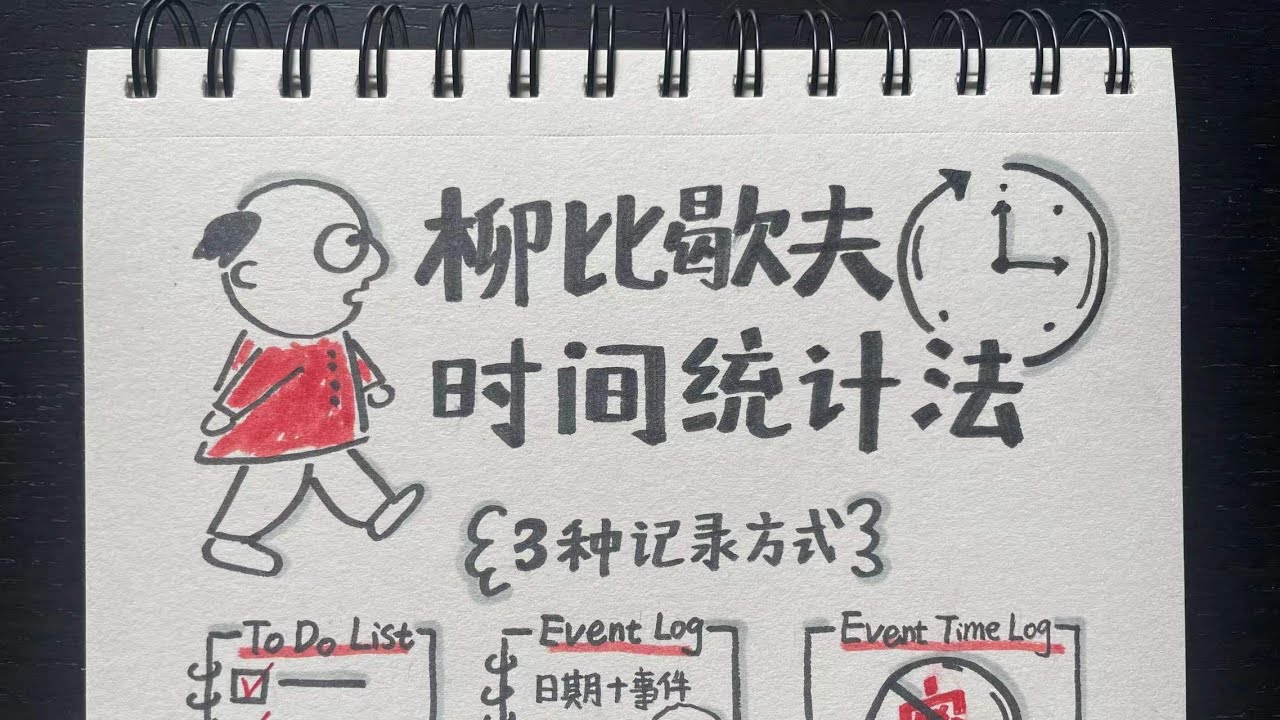 柳比歇夫
时间统计法
{3种记录方式}
To Do List
Event Log
Event Time Log
日期+事件